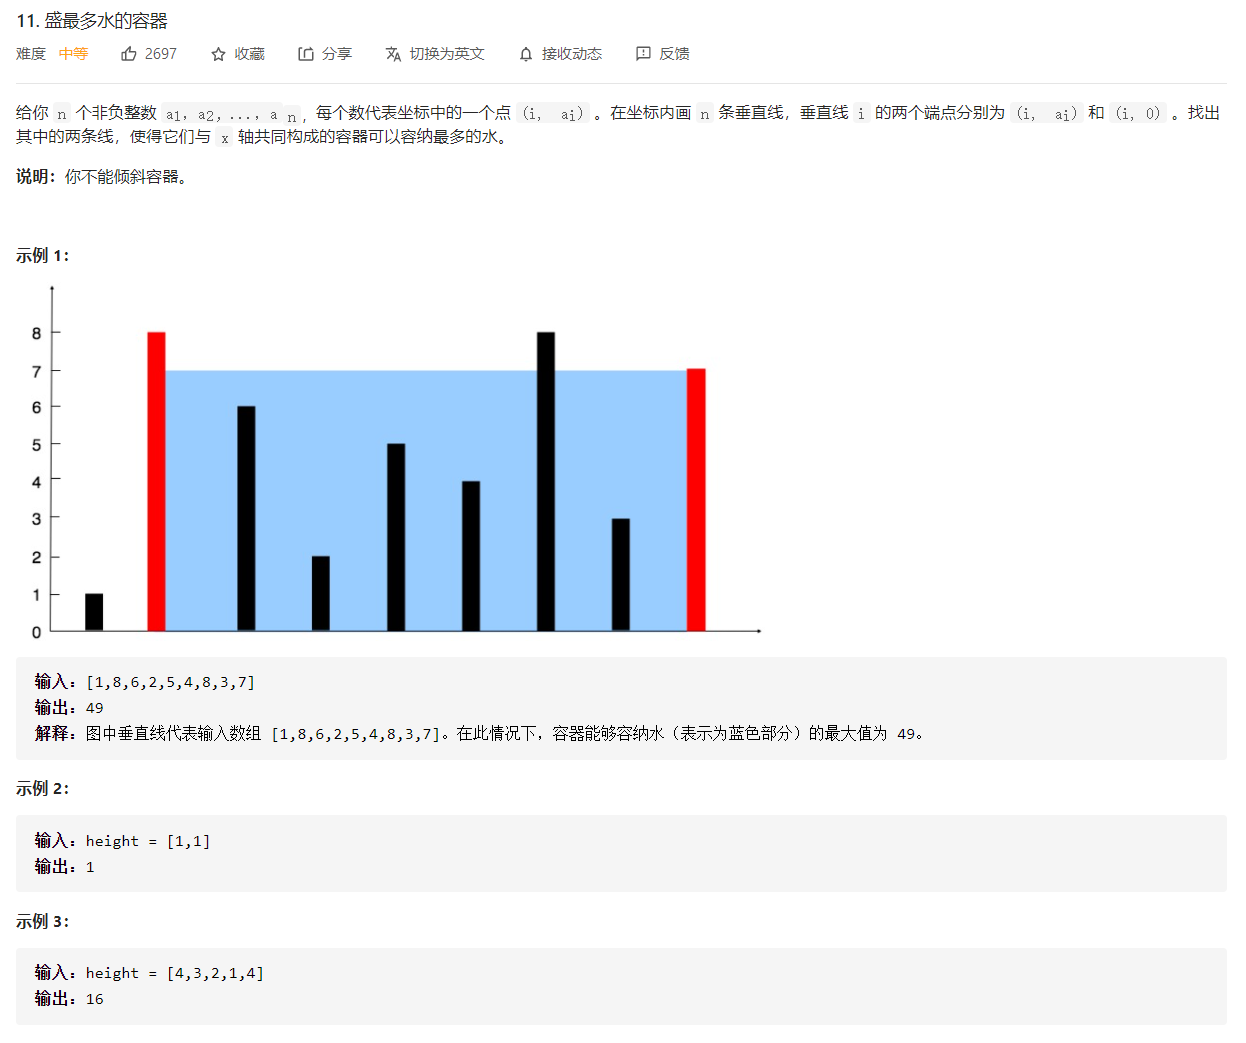 11. 盛最多水的容器
难度 中等 2697 收藏 分享 切换为英文 接收动态 反馈
给你 n 个非负整数 a1, a2, ..., a n, 每个数代表坐标中的一个点 (i, ai) 。在坐标内画 n 条垂直线，垂直线 i 的两个端点分别为 (i, ai) 和 (i, 0) 。找出
其中的两条线，使得它们与 x 轴共同构成的容器可以容纳最多的水。
说明：你不能倾斜容器。
示例 1：
8
7
6
5
4
3
2
1
0
输入：[1,8,6,2,5,4,8,3,7]
输出：49
解释：图中垂直线代表输入数组 [1,8,6,2,5,4,8,3,7]。在此情况下，容器能够容纳水（表示为蓝色部分）的最大值为 49。
示例 2：
输入：height = [1,1]
输出：1
示例 3：
输入：height = [4,3,2,1,4]
输出：16